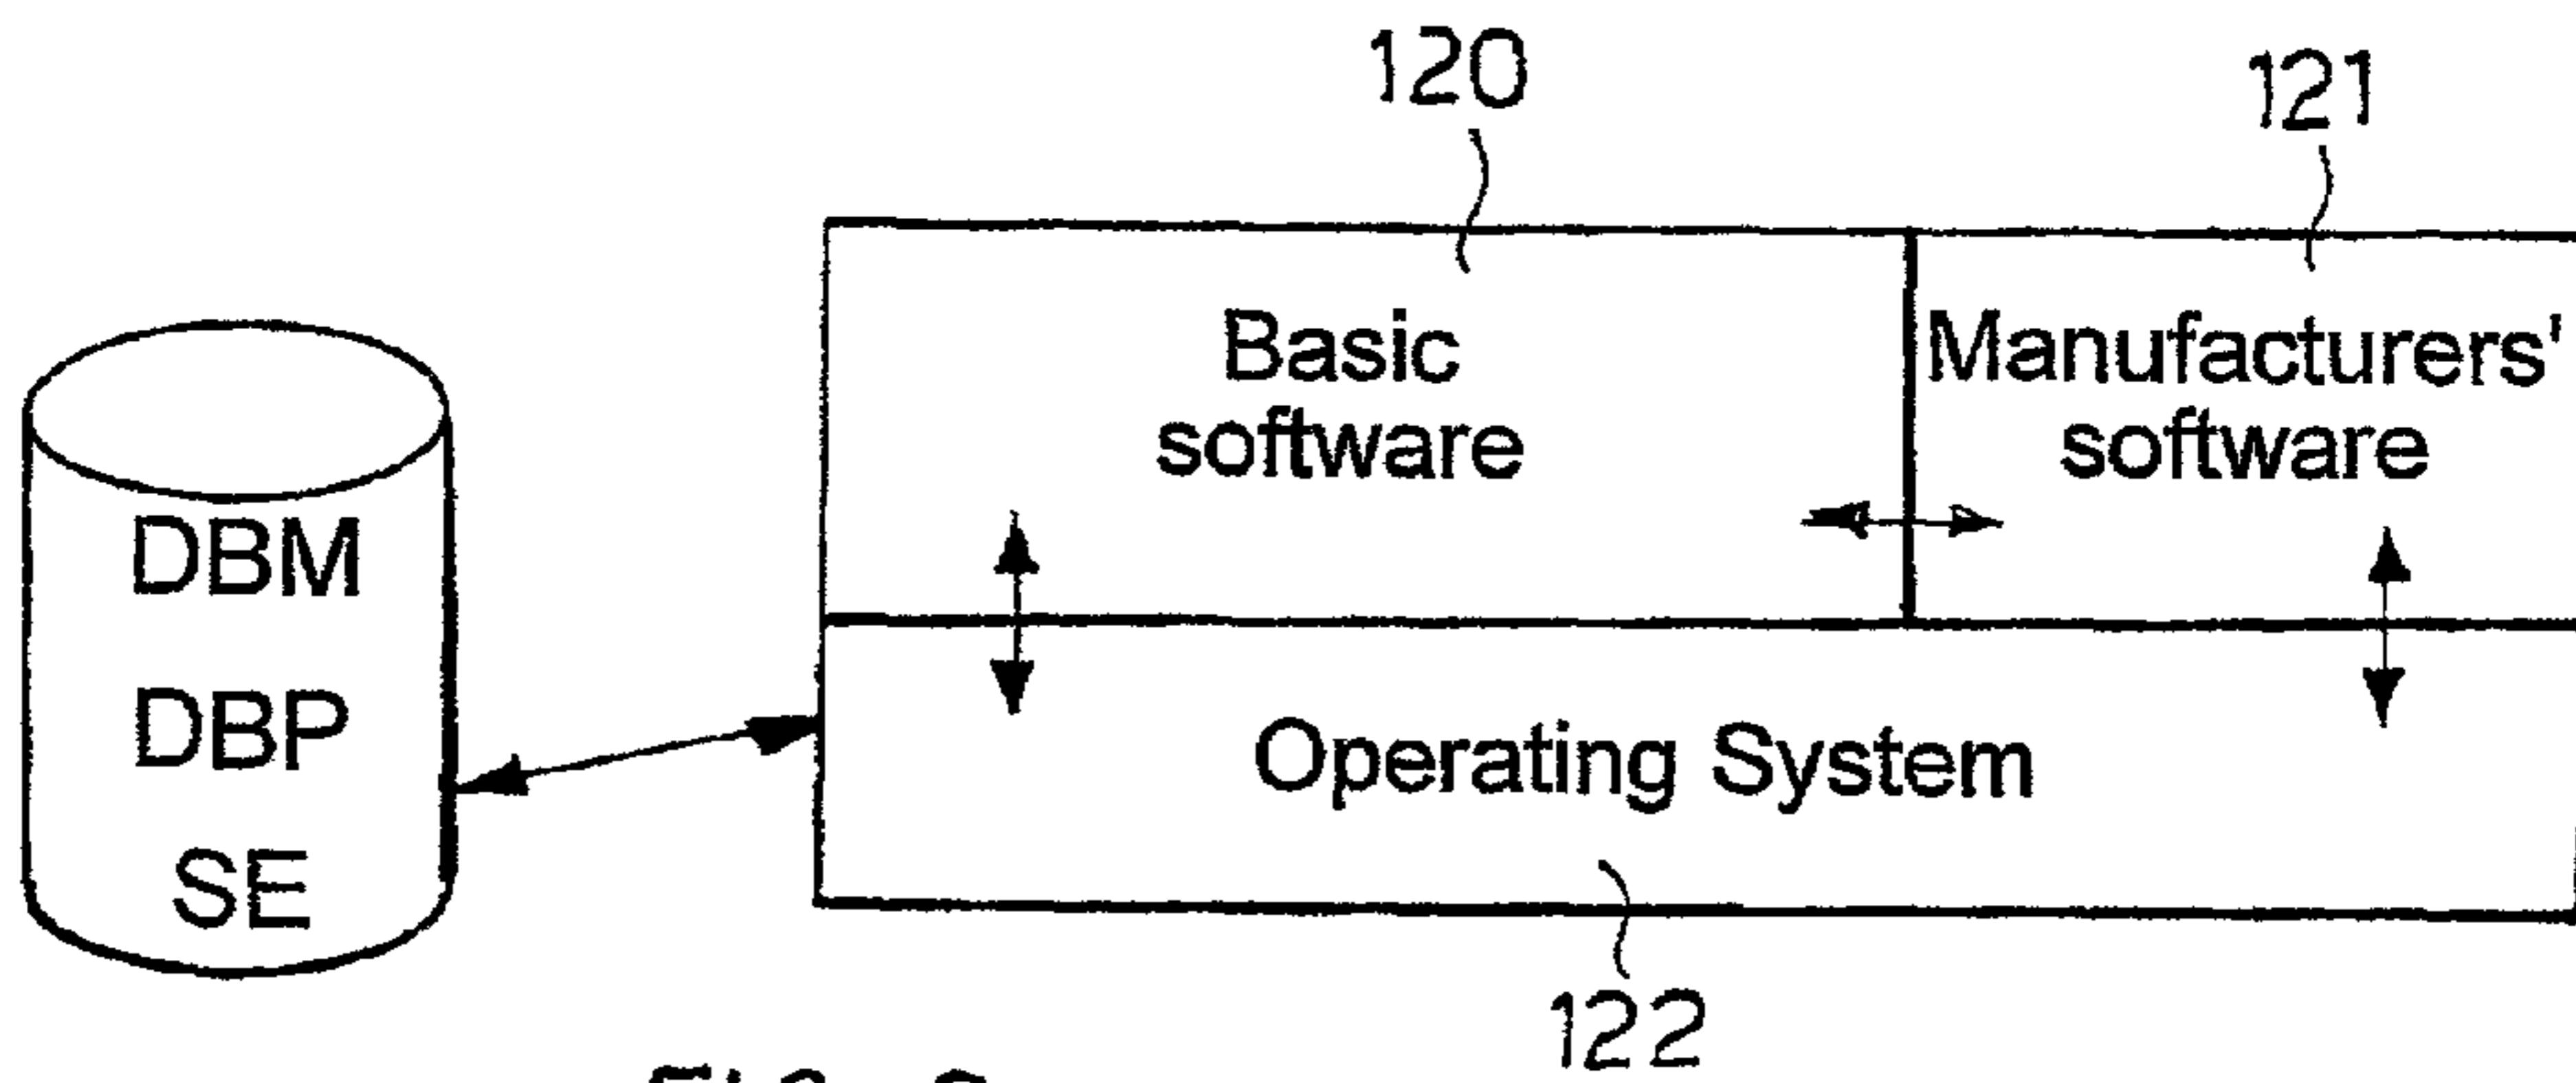 120
121
Basic
software
Manufacturers'
software
DBM
DBP
SE
Operating System
122